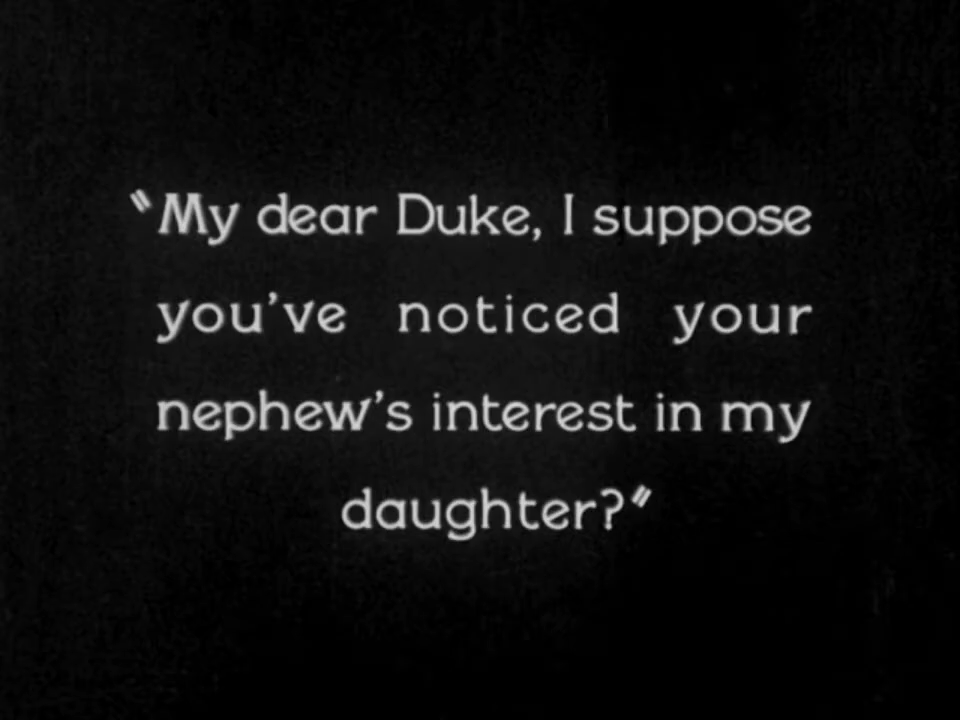 "My dear Duke, I suppose
you've noticed your
nephew's interest in my
daughter?"